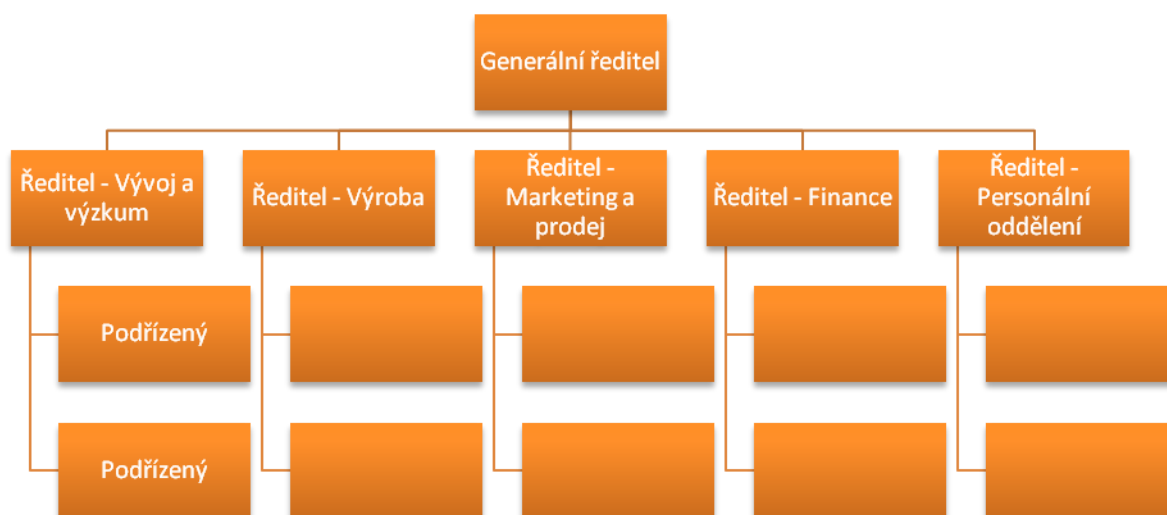 Generální ředitel
Ředitel - Vývoj a
výzkum
Ředitel - Výroba
Ředitel -
Marketing a
prodej
Ředitel - Finance
Ředitel -
Personální
oddělení
Podřízený
Podřízený